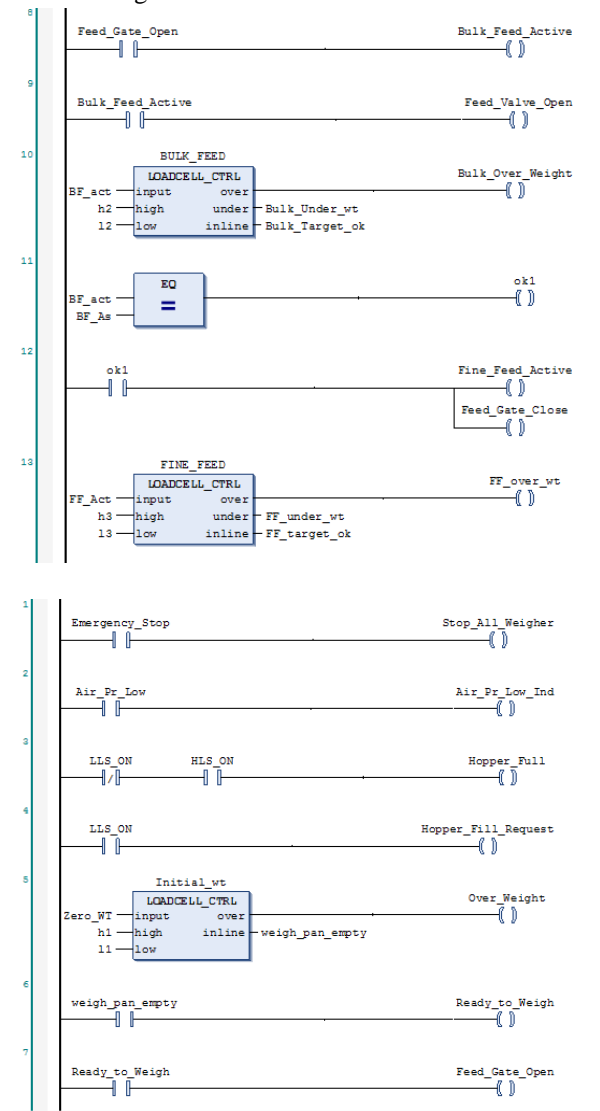 8
Feed_Gate_Open Bulk_Feed_Active
9
Bulk_Feed_Active Feed_Valve_Open
10
BULK_FEED
LOADCELL_CTRL Bulk_Over_Weight
BF_act input over
h2 high under Bulk_Under_wt
l2 low inline Bulk_Target_ok
11
EQ ok1
=
BF_act
BF_As
12
ok1 Fine_Feed_Active
Feed_Gate_Close
13
FINE_FEED
LOADCELL_CTRL FF_over_wt
FF_Act input over
h3 high under FF_under_wt
l3 low inline FF_target_ok
1
Emergency_Stop Stop_All_Weigher
2
Air_Pr_Low Air_Pr_Low_Ind
3
LLS_ON HLS_ON Hopper_Full
4
LLS_ON Hopper_Fill_Request
5
Initial_wt
LOADCELL_CTRL Over_Weight
Zero_WT input over
h1 high inline weigh_pan_empty
l1 low
6
weigh_pan_empty Ready_to_Weigh
7
Ready_to_Weigh Feed_Gate_Open